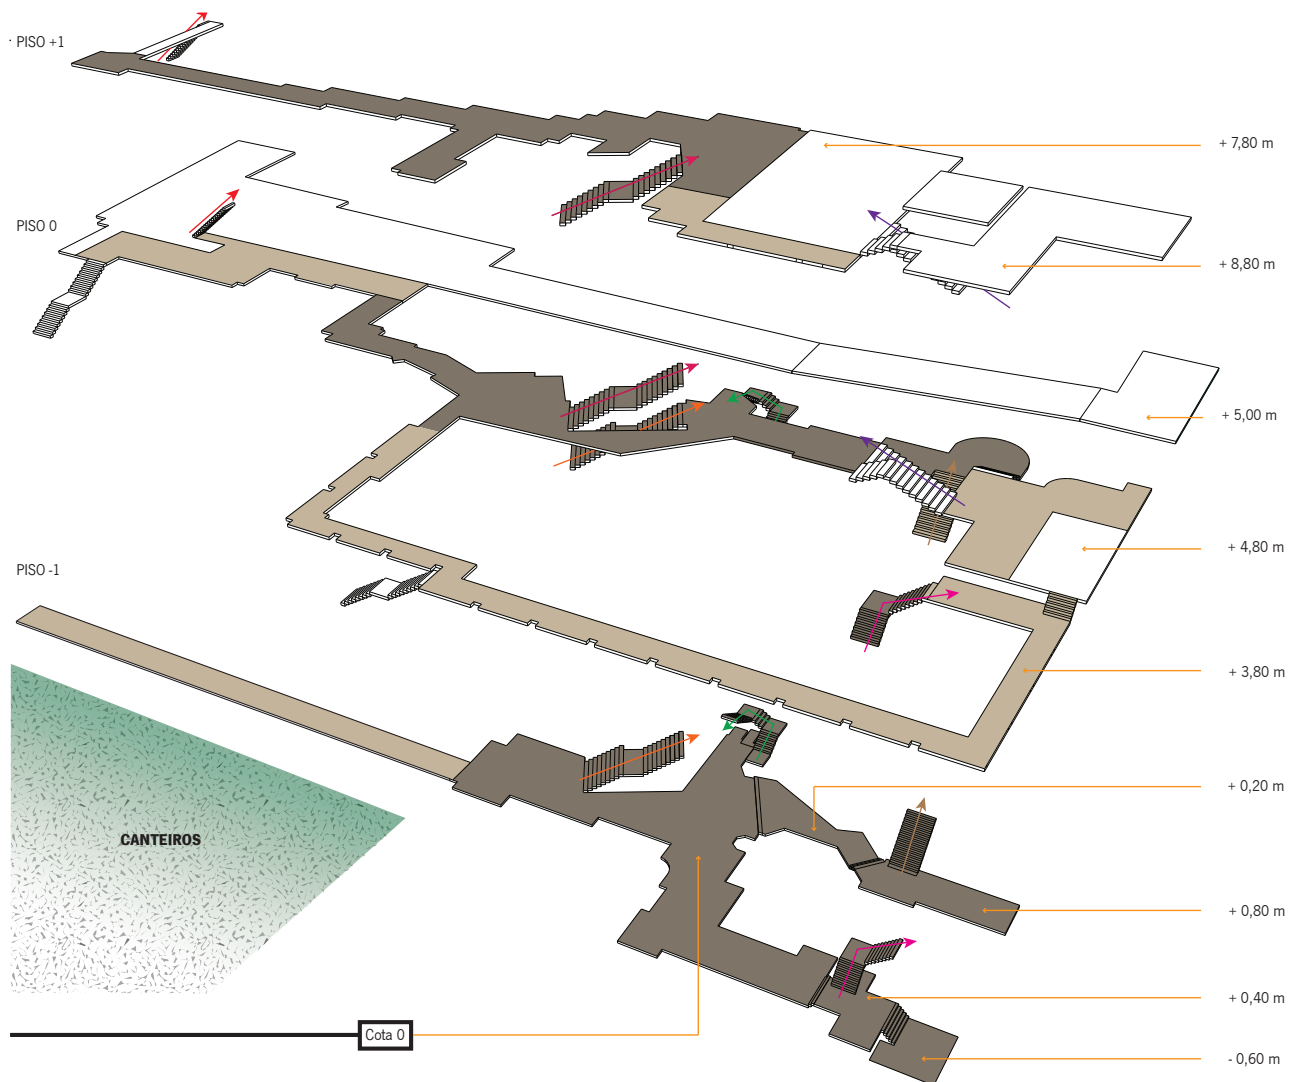 · PISO +1
+ 7,80 m
PISO 0
+ 8,80 m
+ 5,00 m
+ 4,80 m
PISO -1
+ 3,80 m
+ 0,20 m
CANTEIROS
+ 0,80 m
+ 0,40 m
Cota 0
- 0,60 m